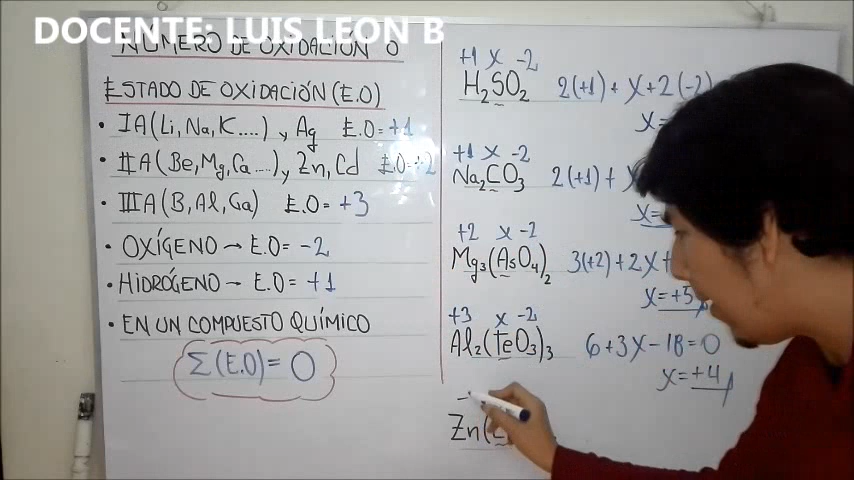 DOCENTE: LUIS LEON B
NÚMERO DE OXIDACIÓN O
ESTADO DE OXIDACIÓN (E.O)
• IA (Li, Na, K....) y Ag E.O= +1
• IIA (Be, Mg, Ca....), Zn, Cd E.O= +2
• IIIA (B, Al, Ga) E.O= +3
• OXÍGENO → E.O= -2
• HIDRÓGENO → E.O= +1
• EN UN COMPUESTO QUÍMICO
Σ(E.O)= O
+1 X -2
H₂SO₂ 2(+1) + X + 2(-2)
X=
+1 X -2
Na₂CO₃ 2(+1) +
X=
+2 X -2
Mg₃(AsO₄)₂ 3(+2) + 2X +
X= +5
+3 X -2
Al₂(TeO₃)₃ 6+3X-18=0
X= +4
Zn(